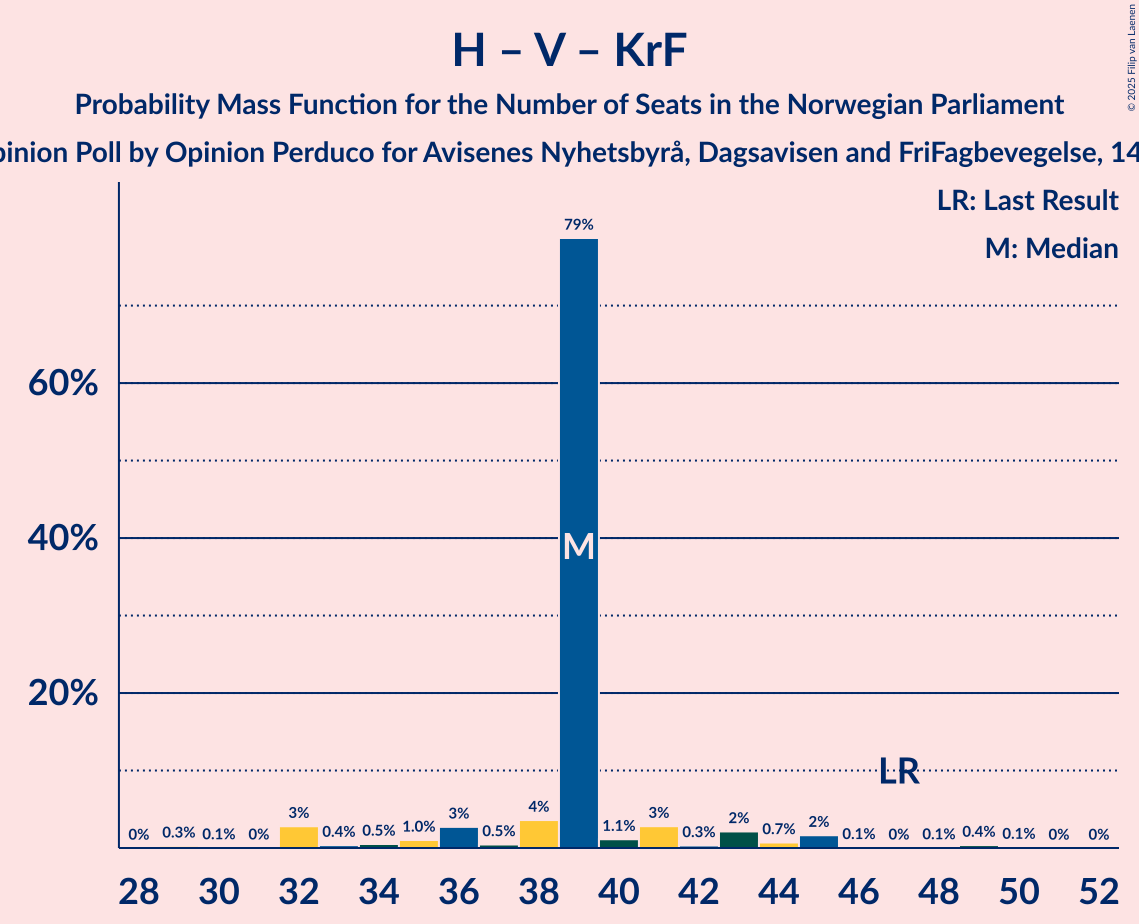 H – V – KrF
Probability Mass Function for the Number of Seats in the Norwegian Parliament
Opinion Poll by Opinion Perduco for Avisenes Nyhetsbyrå, Dagsavisen and FriFagbevegelse, 14
© 2025 Filip van Laenen
LR: Last Result
M: Median
79%
60%
40%
M
20%
LR
0% 0.3% 0.1% 0% 3% 0.4% 0.5% 1.0% 3% 0.5% 4% 1.1% 3% 0.3% 2% 0.7% 2% 0.1% 0% 0.1% 0.4% 0.1% 0% 0%
28 30 32 34 36 38 40 42 44 46 48 50 52